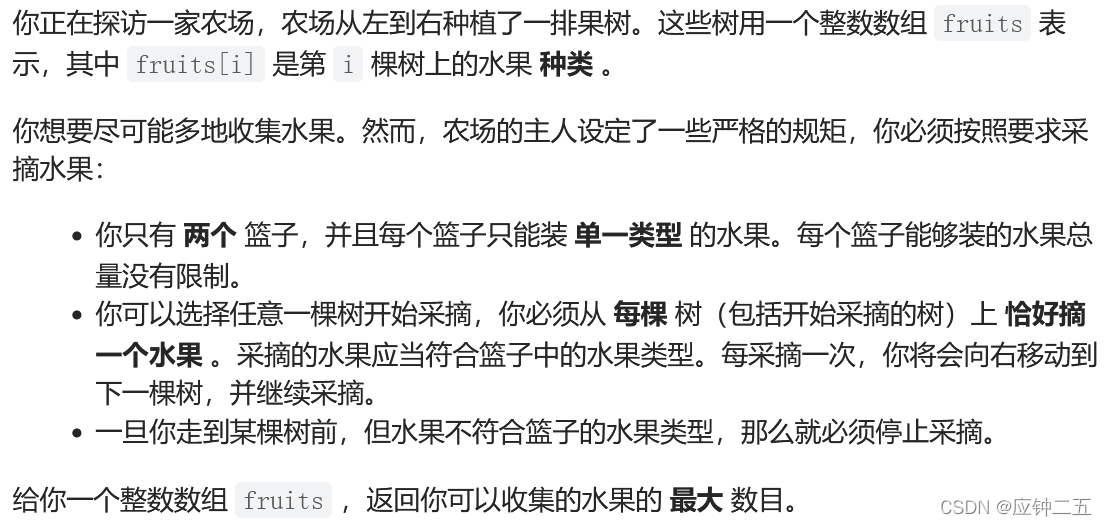 你正在探访一家农场，农场从左到右种植了一排果树。这些树用一个整数数组 fruits 表
示，其中 fruits[i] 是第 i 棵树上的水果 种类 。
你想要尽可能多地收集水果。然而，农场的主人设定了一些严格的规矩，你必须按照要求采
摘水果：
• 你只有 两个 篮子，并且每个篮子只能装 单一类型 的水果。每个篮子能够装的水果总
量没有限制。
• 你可以选择任意一棵树开始采摘，你必须从 每棵 树（包括开始采摘的树）上 恰好摘
一个水果 。采摘的水果应当符合篮子中的水果类型。每采摘一次，你将会向右移动到
下一棵树，并继续采摘。
• 一旦你走到某棵树前，但水果不符合篮子的水果类型，那么就必须停止采摘。
给你一个整数数组 fruits ，返回你可以收集的水果的 最大 数目。
CSDN @应钟二五